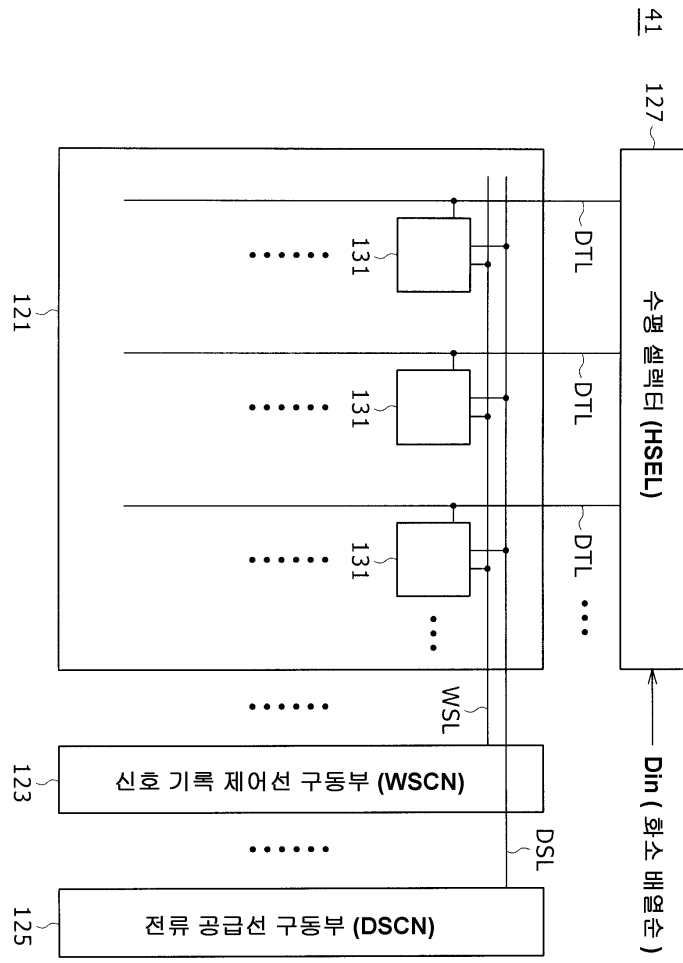 41
127
수평 셀렉터 (HSEL)
Din ( 화소 배열순 )
DTL
DTL
DTL
131
131
131
121
WSL
DSL
신호 기록 제어선 구동부 (WSCN)
123
전류 공급선 구동부 (DSCN)
125